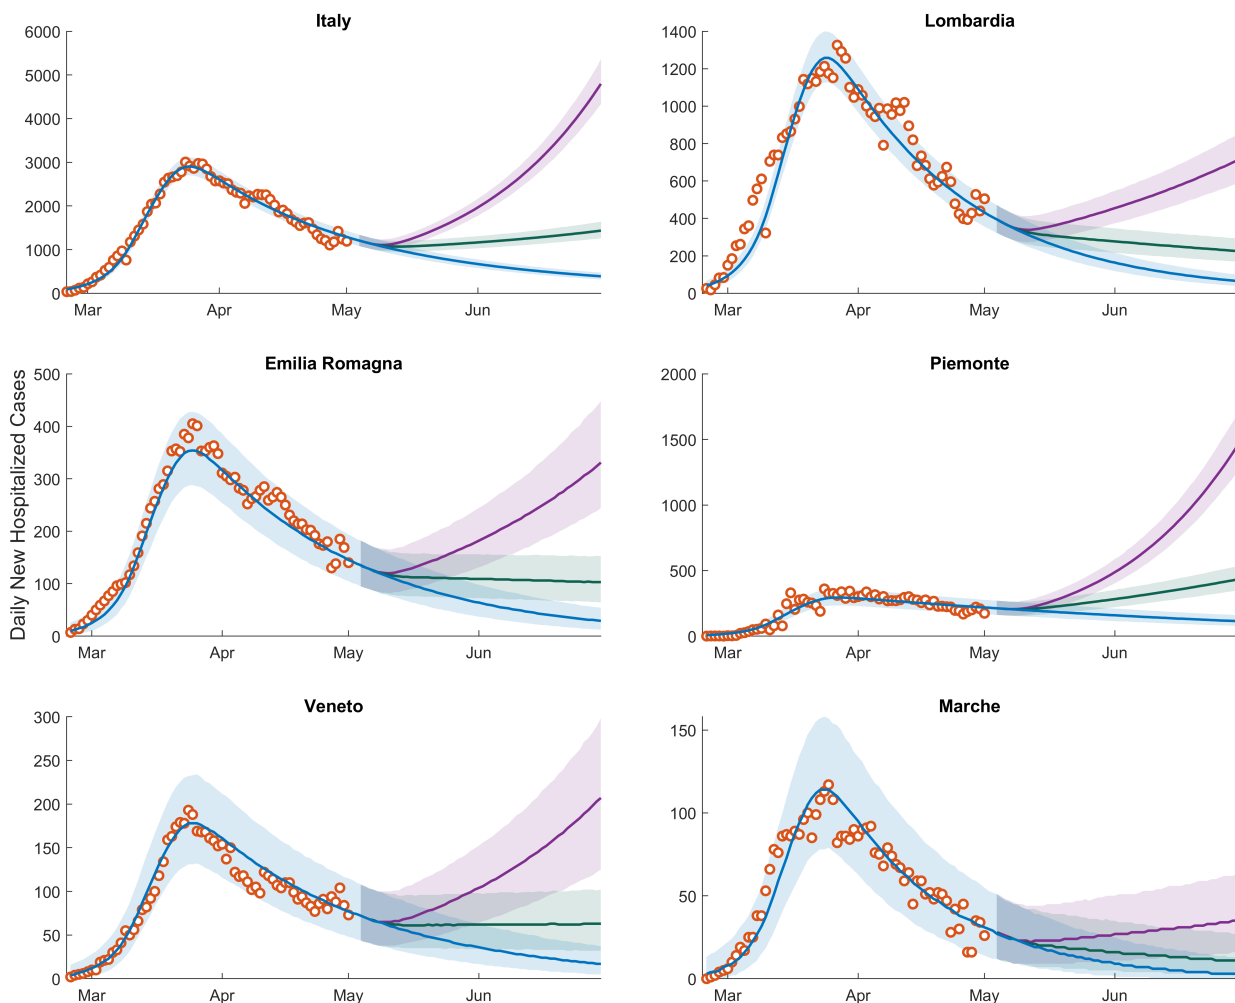 Italy
6000
5000
4000
3000
2000
1000
0
Mar Apr May Jun
Lombardia
1400
1200
1000
800
600
400
200
0
Mar Apr May Jun
Daily New Hospitalized Cases
Emilia Romagna
500
400
300
200
100
0
Mar Apr May Jun
Piemonte
2000
1500
1000
500
0
Mar Apr May Jun
Veneto
300
250
200
150
100
50
0
Mar Apr May Jun
Marche
150
100
50
0
Mar Apr May Jun